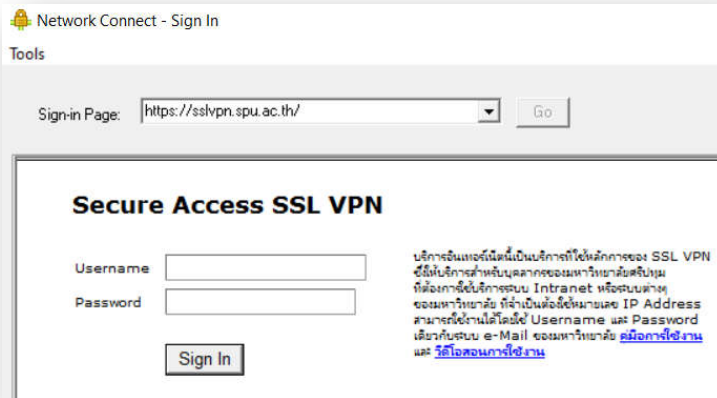 Network Connect - Sign In
Tools
Sign-in Page: https://sslvpn.spu.ac.th/ Go
Secure Access SSL VPN
Username
Password
Sign In
บริการอินเทอร์เน็ตนี้เป็นบริการที่ใช้หลักการของ SSL VPN
ซึ่งให้บริการสำหรับบุคลากรของมหาวิทยาลัยศรีปทุม
ที่ต้องการใช้บริการระบบ Intranet หรือระบบต่างๆ
ของมหาวิทยาลัย ที่จำเป็นต้องใช้หมายเลข IP Address
สามารถใช้งานได้โดยใช้ Username และ Password
เดียวกับระบบ e-Mail ของมหาวิทยาลัย คู่มือการใช้งาน
และ วีดีโอสอนการใช้งาน